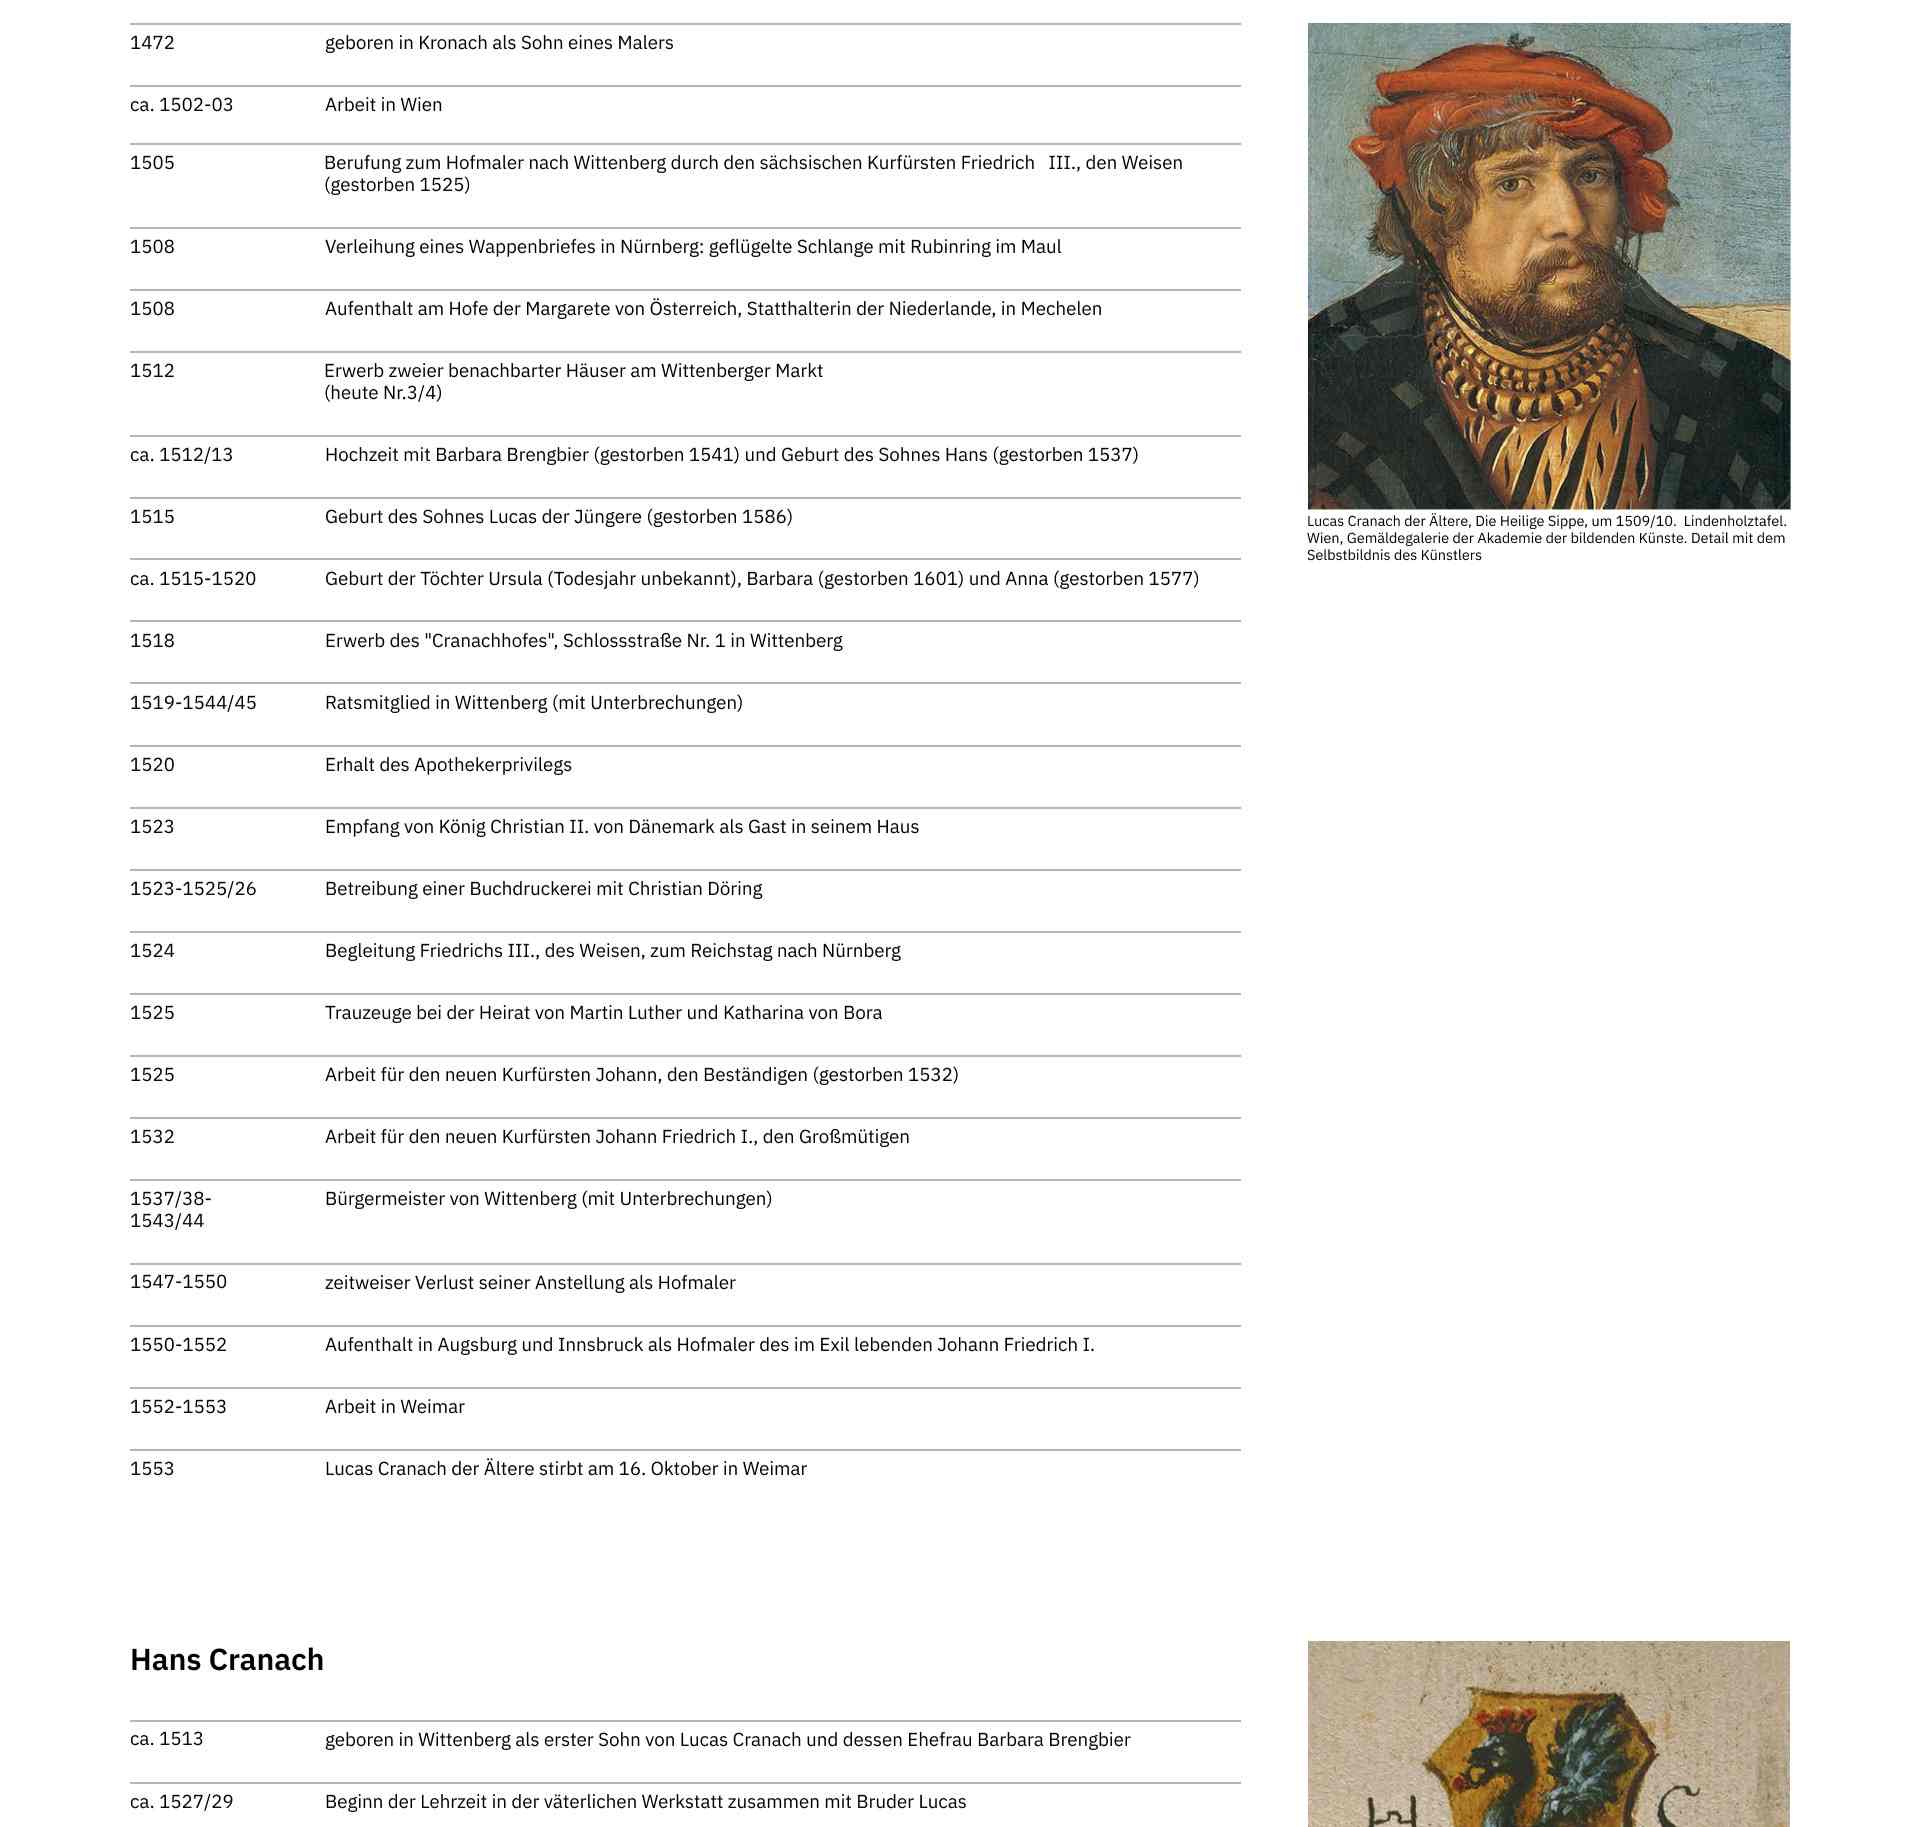 1472 geboren in Kronach als Sohn eines Malers
ca. 1502-03 Arbeit in Wien
1505 Berufung zum Hofmaler nach Wittenberg durch den sächsischen Kurfürsten Friedrich III., den Weisen
(gestorben 1525)
1508 Verleihung eines Wappenbriefes in Nürnberg: geflügelte Schlange mit Rubinring im Maul
1508 Aufenthalt am Hofe der Margarete von Österreich, Statthalterin der Niederlande, in Mechelen
1512 Erwerb zweier benachbarter Häuser am Wittenberger Markt
(heute Nr.3/4)
ca. 1512/13 Hochzeit mit Barbara Brengbier (gestorben 1541) und Geburt des Sohnes Hans (gestorben 1537)
1515 Geburt des Sohnes Lucas der Jüngere (gestorben 1586)
ca. 1515-1520 Geburt der Töchter Ursula (Todesjahr unbekannt), Barbara (gestorben 1601) und Anna (gestorben 1577)
1518 Erwerb des "Cranachhofes", Schlossstraße Nr. 1 in Wittenberg
1519-1544/45 Ratsmitglied in Wittenberg (mit Unterbrechungen)
1520 Erhalt des Apothekerprivilegs
1523 Empfang von König Christian II. von Dänemark als Gast in seinem Haus
1523-1525/26 Betreibung einer Buchdruckerei mit Christian Döring
1524 Begleitung Friedrichs III., des Weisen, zum Reichstag nach Nürnberg
1525 Trauzeuge bei der Heirat von Martin Luther und Katharina von Bora
1525 Arbeit für den neuen Kurfürsten Johann, den Beständigen (gestorben 1532)
1532 Arbeit für den neuen Kurfürsten Johann Friedrich I., den Großmütigen
1537/38- Bürgermeister von Wittenberg (mit Unterbrechungen)
1543/44
1547-1550 zeitweiser Verlust seiner Anstellung als Hofmaler
1550-1552 Aufenthalt in Augsburg und Innsbruck als Hofmaler des im Exil lebenden Johann Friedrich I.
1552-1553 Arbeit in Weimar
1553 Lucas Cranach der Ältere stirbt am 16. Oktober in Weimar
Lucas Cranach der Ältere, Die Heilige Sippe, um 1509/10. Lindenholztafel.
Wien, Gemäldegalerie der Akademie der bildenden Künste. Detail mit dem
Selbstbildnis des Künstlers
Hans Cranach
ca. 1513 geboren in Wittenberg als erster Sohn von Lucas Cranach und dessen Ehefrau Barbara Brengbier
ca. 1527/29 Beginn der Lehrzeit in der väterlichen Werkstatt zusammen mit Bruder Lucas